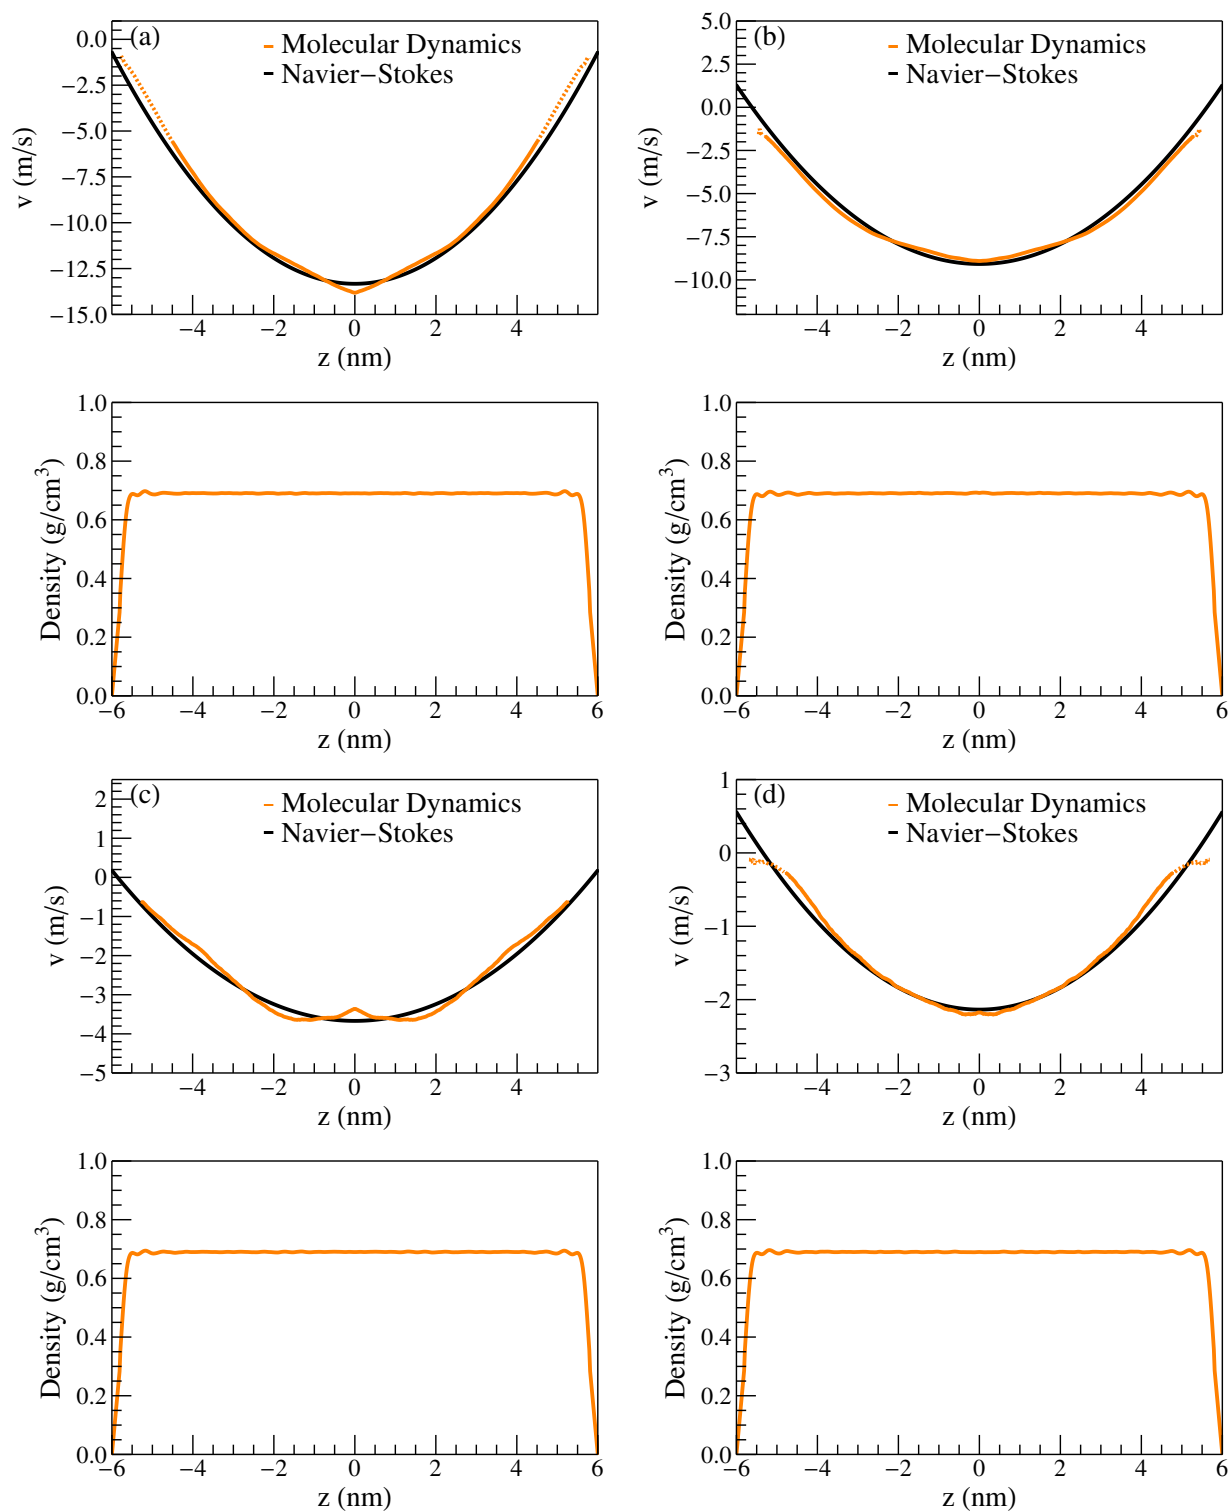 (a)
Molecular Dynamics
Navier−Stokes
0.0
−2.5
−5.0
−7.5
−10.0
−12.5
−15.0
v (m/s)
−4 −2 0 2 4
z (nm)
(b)
Molecular Dynamics
Navier−Stokes
5.0
2.5
0.0
−2.5
−5.0
−7.5
−10.0
v (m/s)
−4 −2 0 2 4
z (nm)
1.0
0.8
0.6
0.4
0.2
0.0
Density (g/cm³)
−6 −4 −2 0 2 4 6
z (nm)
1.0
0.8
0.6
0.4
0.2
0.0
Density (g/cm³)
−6 −4 −2 0 2 4 6
z (nm)
(c)
Molecular Dynamics
Navier−Stokes
2
1
0
−1
−2
−3
−4
−5
v (m/s)
−4 −2 0 2 4
z (nm)
(d)
Molecular Dynamics
Navier−Stokes
1
0
−1
−2
−3
v (m/s)
−4 −2 0 2 4
z (nm)
1.0
0.8
0.6
0.4
0.2
0.0
Density (g/cm³)
−6 −4 −2 0 2 4 6
z (nm)
1.0
0.8
0.6
0.4
0.2
0.0
Density (g/cm³)
−6 −4 −2 0 2 4 6
z (nm)